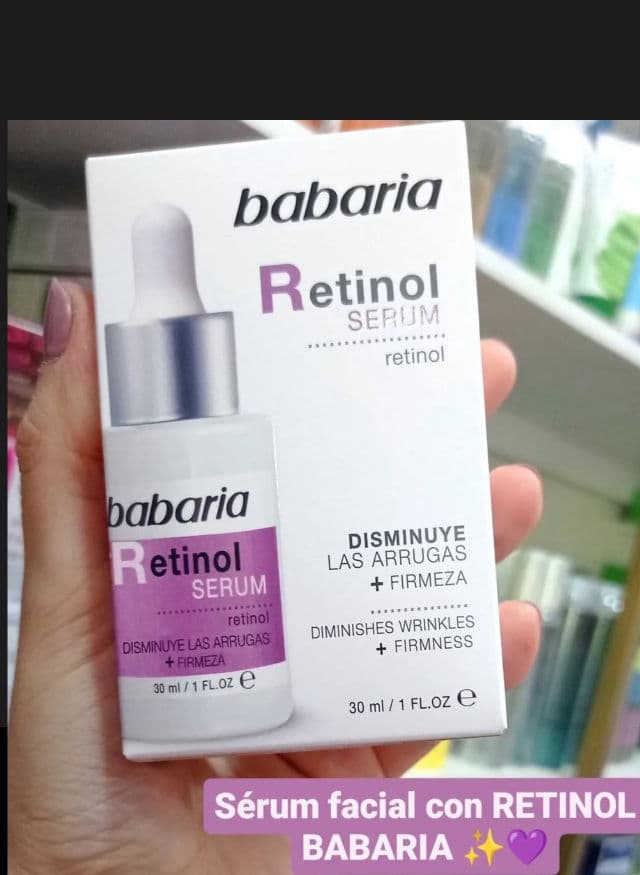 babaria
Retinol
SERUM
retinol
DISMINUYE
LAS ARRUGAS
+ FIRMEZA
DIMINISHES WRINKLES
+ FIRMNESS
30 ml / 1 FL.OZ ℮
babaria
Retinol
SERUM
retinol
DISMINUYE LAS ARRUGAS
+ FIRMEZA
30 ml / 1 FL.OZ ℮
Sérum facial con RETINOL
BABARIA ✨💜